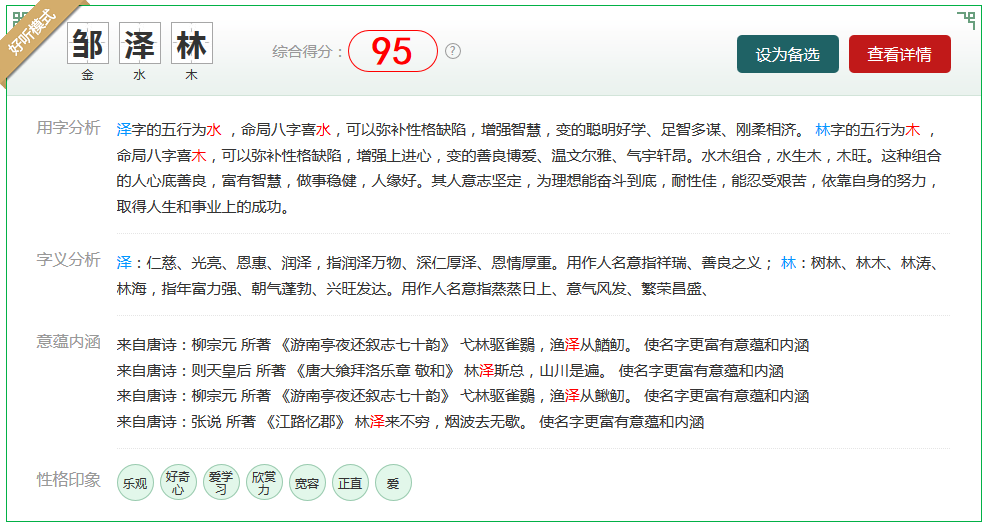 好听模式
邹 泽 林
金 水 木
综合得分： 95 ?
设为备选 查看详情
用字分析
泽字的五行为水 ，命局八字喜水，可以弥补性格缺陷，增强智慧，变的聪明好学、足智多谋、刚柔相济。 林字的五行为木 ，
命局八字喜木，可以弥补性格缺陷，增强上进心，变的善良博爱、温文尔雅、气宇轩昂。水木组合，水生木，木旺。这种组合
的人心底善良，富有智慧，做事稳健，人缘好。其人意志坚定，为理想能奋斗到底，耐性佳，能忍受艰苦，依靠自身的努力，
取得人生和事业上的成功。
字义分析
泽：仁慈、光亮、恩惠、润泽，指润泽万物、深仁厚泽、恩情厚重。用作人名意指祥瑞、善良之义； 林：树林、林木、林涛、
林海，指年富力强、朝气蓬勃、兴旺发达。用作人名意指蒸蒸日上、意气风发、繁荣昌盛、
意蕴内涵
来自唐诗：柳宗元 所著 《游南亭夜还叙志七十韵》 弋林驱雀鷃，渔泽从鳅鱽。 使名字更富有意蕴和内涵
来自唐诗：则天皇后 所著 《唐大飨拜洛乐章 敬和》 林泽斯总，山川是遍。 使名字更富有意蕴和内涵
来自唐诗：柳宗元 所著 《游南亭夜还叙志七十韵》 弋林驱雀鷃，渔泽从鳅鱽。 使名字更富有意蕴和内涵
来自唐诗：张说 所著 《江路忆郡》 林泽来不穷，烟波去无歇。 使名字更富有意蕴和内涵
性格印象
乐观 好奇心 爱学习 欣赏力 宽容 正直 爱